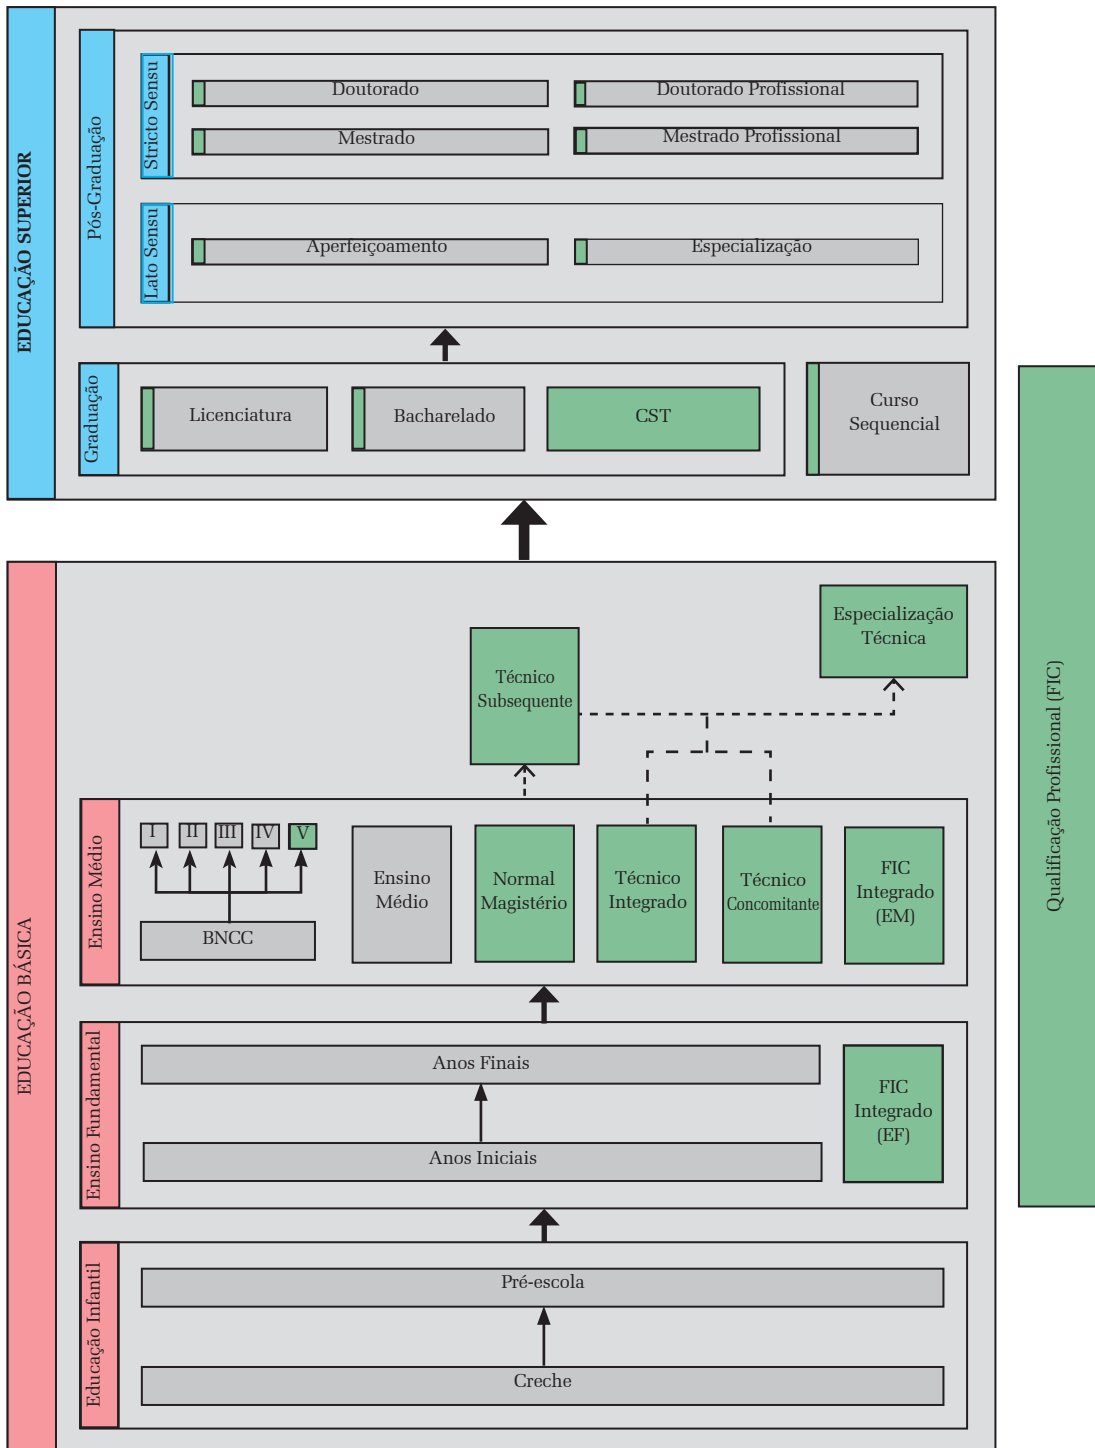 EDUCAÇÃO SUPERIOR
Pós-Graduação
Stricto Sensu
Doutorado
Doutorado Profissional
Mestrado
Mestrado Profissional
Lato Sensu
Aperfeiçoamento
Especialização
Graduação
Licenciatura
Bacharelado
CST
Curso
Sequencial
Qualificação Profissional (FIC)
EDUCAÇÃO BÁSICA
Especialização
Técnica
Técnico
Subsequente
Ensino Médio
I
II
III
IV
V
BNCC
Ensino
Médio
Normal
Magistério
Técnico
Integrado
Técnico
Concomitante
FIC
Integrado
(EM)
Ensino Fundamental
Anos Finais
Anos Iniciais
FIC
Integrado
(EF)
Educação Infantil
Pré-escola
Creche